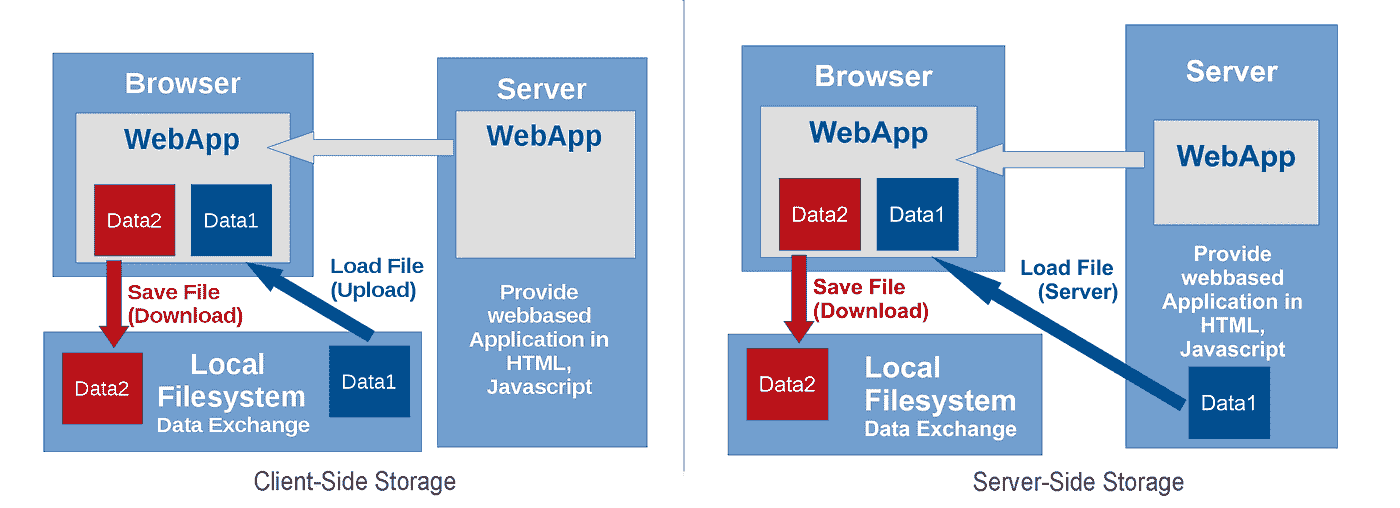 Browser
WebApp
Data2
Data1
Server
WebApp
Provide
webbased
Application in
HTML,
Javascript
Load File
(Upload)
Save File
(Download)
Data2
Local
Filesystem
Data Exchange
Data1
Client-Side Storage
Browser
WebApp
Data2
Data1
Server
WebApp
Provide
webbased
Application in
HTML,
Javascript
Data1
Load File
(Server)
Save File
(Download)
Data2
Local
Filesystem
Data Exchange
Server-Side Storage